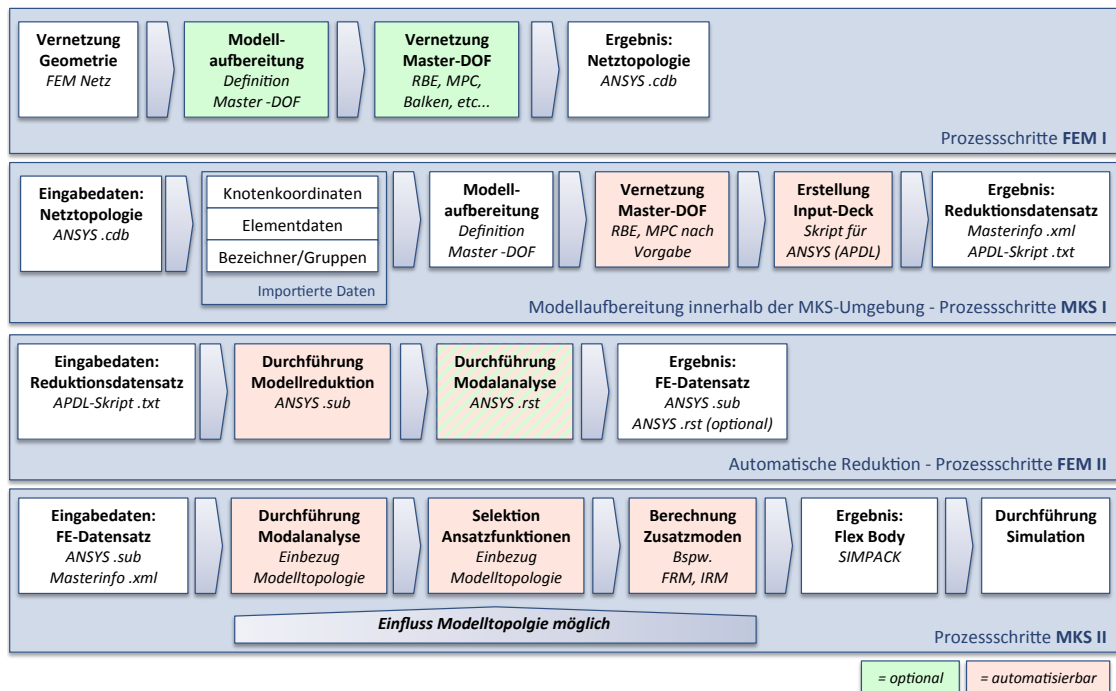 Vernetzung
Geometrie
FEM Netz
Modell-
aufbereitung
Definition
Master -DOF
Vernetzung
Master-DOF
RBE, MPC,
Balken, etc...
Ergebnis:
Netztopologie
ANSYS .cdb
Prozessschritte FEM I
Eingabedaten:
Netztopologie
ANSYS .cdb
Knotenkoordinaten
Elementdaten
Bezeichner/Gruppen
Importierte Daten
Modell-
aufbereitung
Definition
Master -DOF
Vernetzung
Master-DOF
RBE, MPC nach
Vorgabe
Erstellung
Input-Deck
Skript für
ANSYS (APDL)
Ergebnis:
Reduktionsdatensatz
Masterinfo .xml
APDL-Skript .txt
Modellaufbereitung innerhalb der MKS-Umgebung - Prozessschritte MKS I
Eingabedaten:
Reduktionsdatensatz
APDL-Skript .txt
Durchführung
Modellreduktion
ANSYS .sub
Durchführung
Modalanalyse
ANSYS .rst
Ergebnis:
FE-Datensatz
ANSYS .sub
ANSYS .rst (optional)
Automatische Reduktion - Prozessschritte FEM II
Eingabedaten:
FE-Datensatz
ANSYS .sub
Masterinfo .xml
Durchführung
Modalanalyse
Einbezug
Modelltopologie
Selektion
Ansatzfunktionen
Einbezug
Modelltopologie
Berechnung
Zusatzmoden
Bspw.
FRM, IRM
Ergebnis:
Flex Body
SIMPACK
Durchführung
Simulation
Einfluss Modelltopolgie möglich
Prozessschritte MKS II
= optional
= automatisierbar